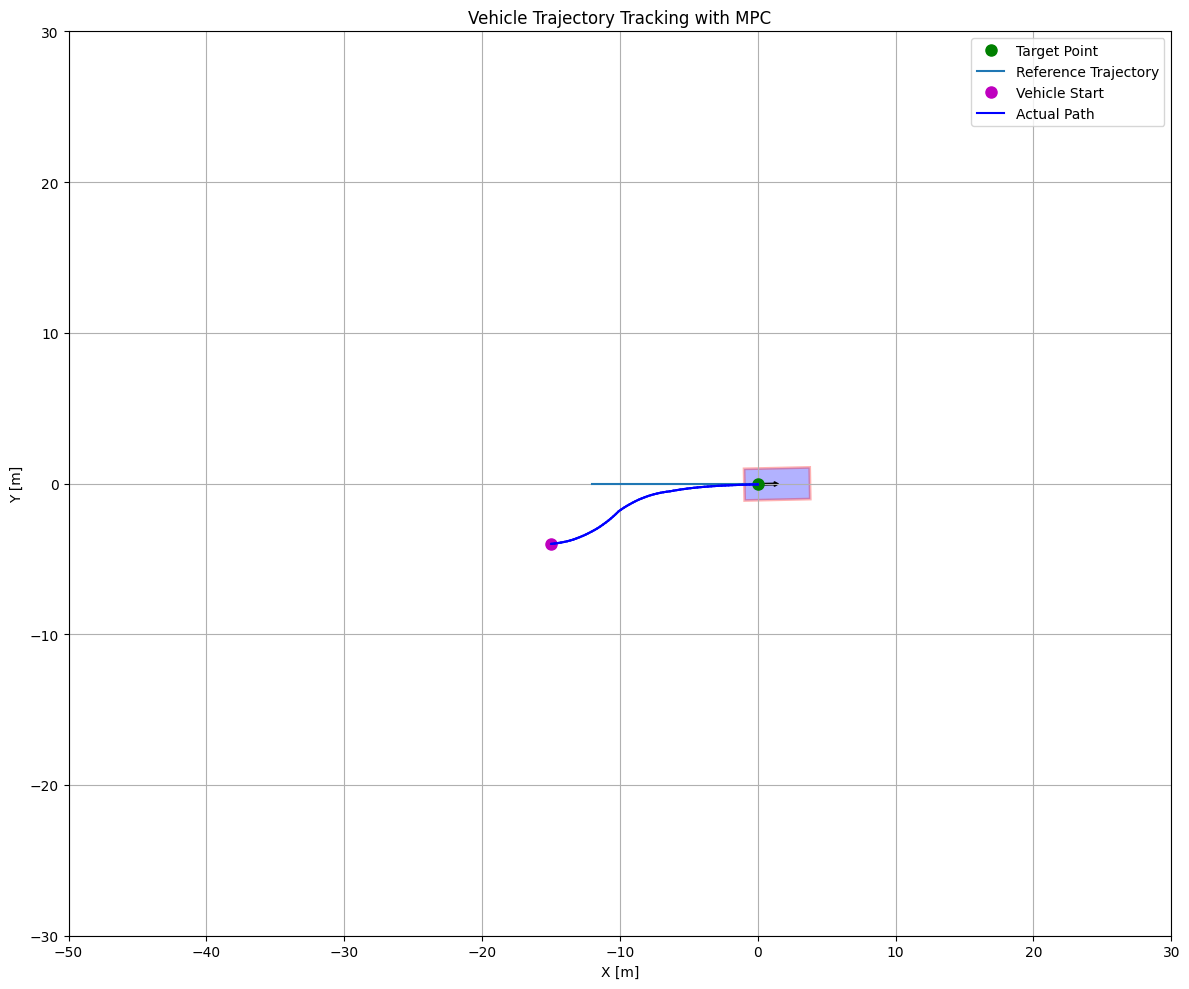 Vehicle Trajectory Tracking with MPC
Target Point
Reference Trajectory
Vehicle Start
Actual Path
30
20
10
0
−10
−20
−30
Y [m]
−50 −40 −30 −20 −10 0 10 20 30
X [m]